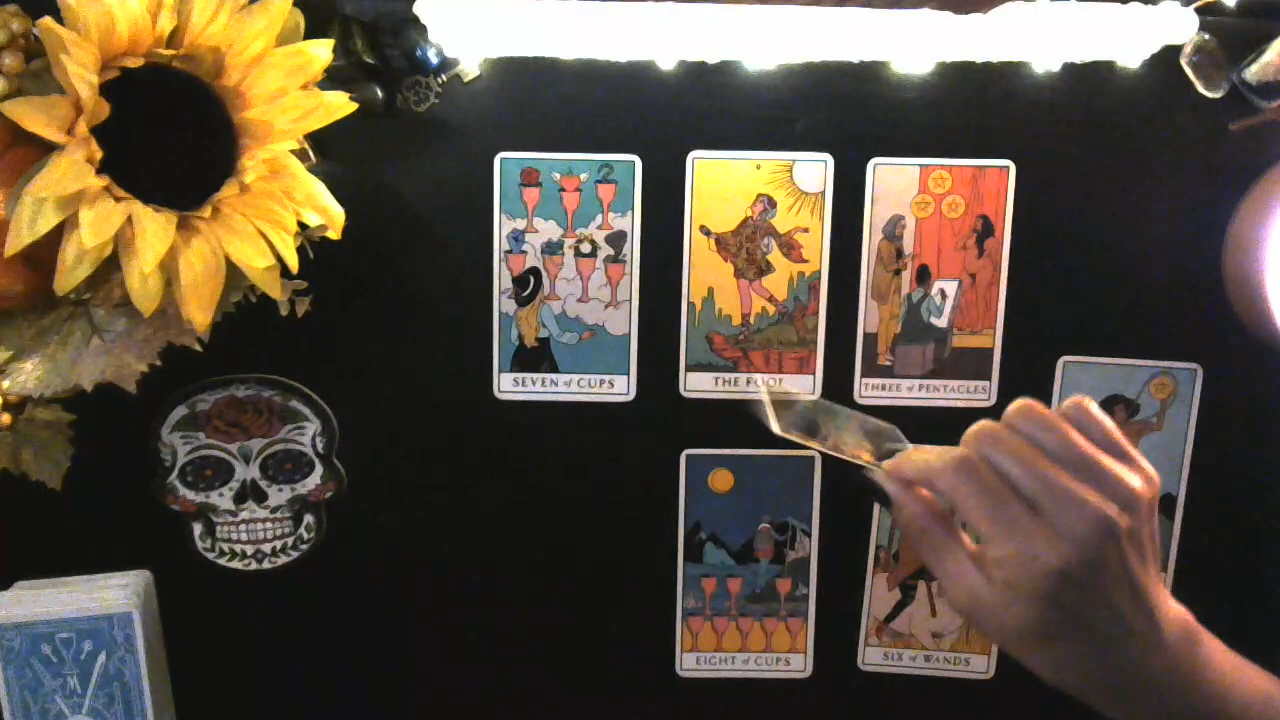 SEVEN of CUPS
THE FOOL
THREE of PENTACLES
EIGHT of CUPS
SIX of WANDS
M